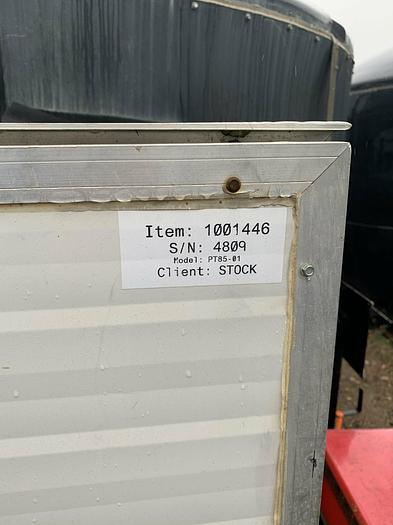 Item: 1001446
S/N: 4809
Model: PT85-01
Client: STOCK